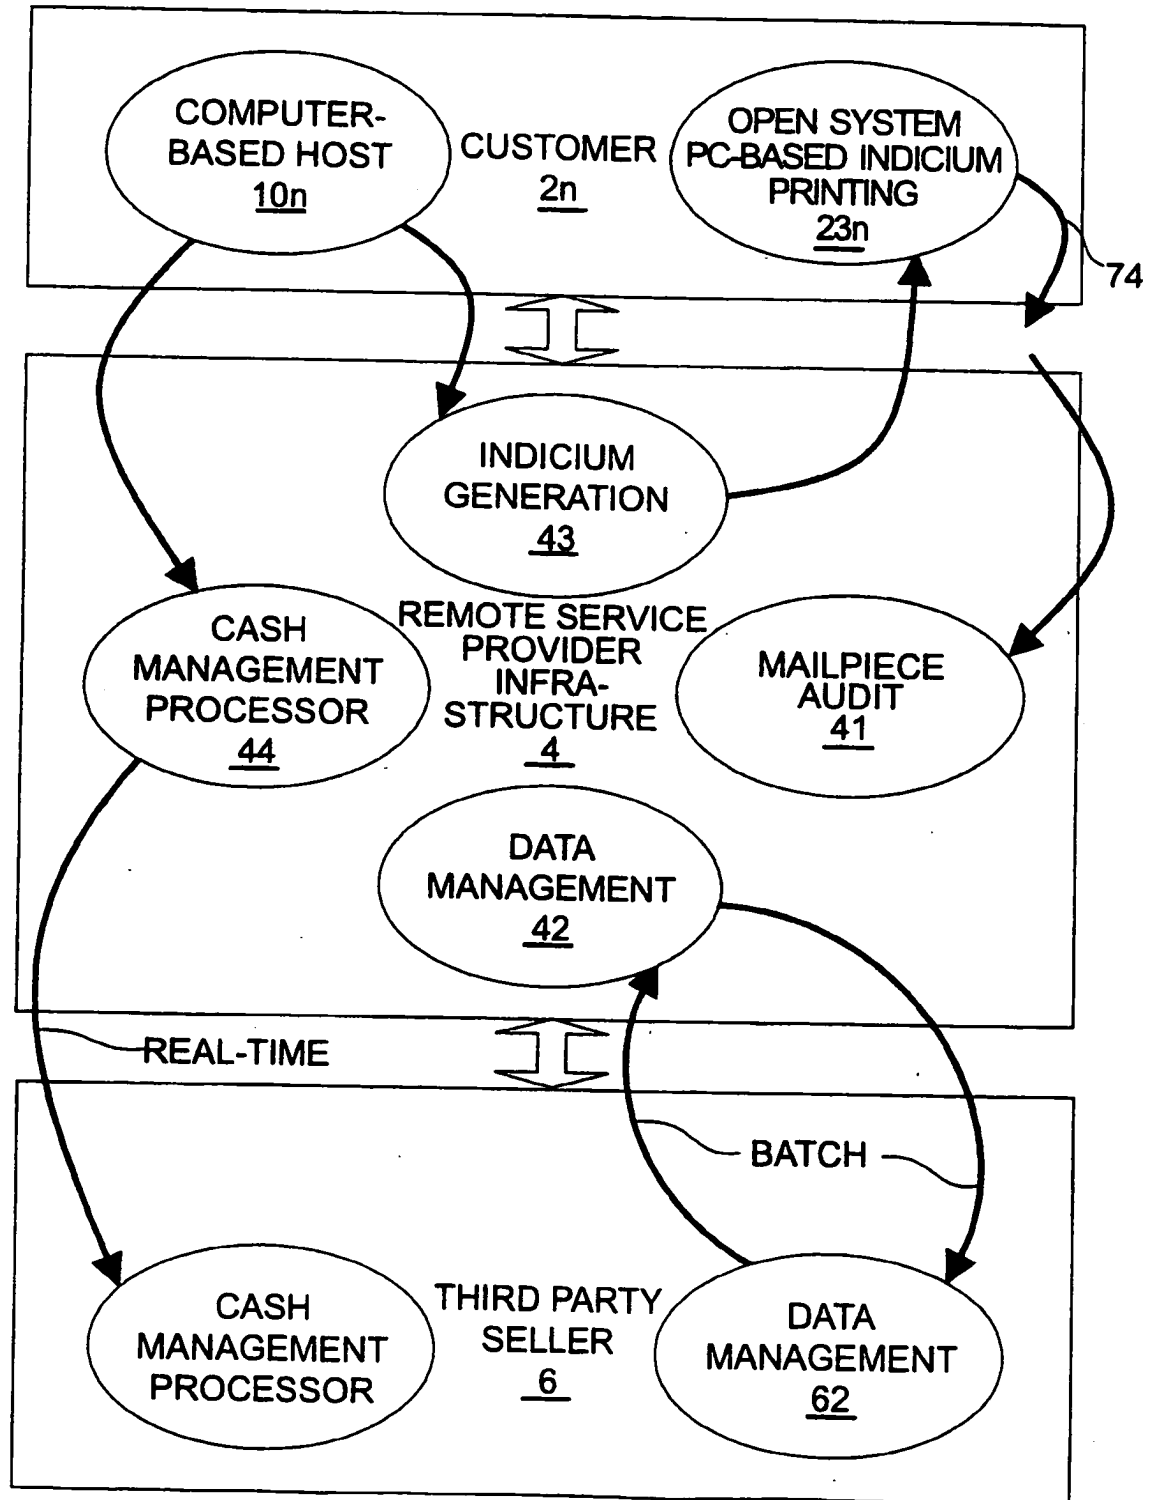 COMPUTER-
BASED HOST
10n
CUSTOMER
2n
OPEN SYSTEM
PC-BASED INDICIUM
PRINTING
23n
74
INDICIUM
GENERATION
43
CASH
MANAGEMENT
PROCESSOR
44
REMOTE SERVICE
PROVIDER
INFRA-
STRUCTURE
4
MAILPIECE
AUDIT
41
DATA
MANAGEMENT
42
REAL-TIME
BATCH
CASH
MANAGEMENT
PROCESSOR
THIRD PARTY
SELLER
6
DATA
MANAGEMENT
62